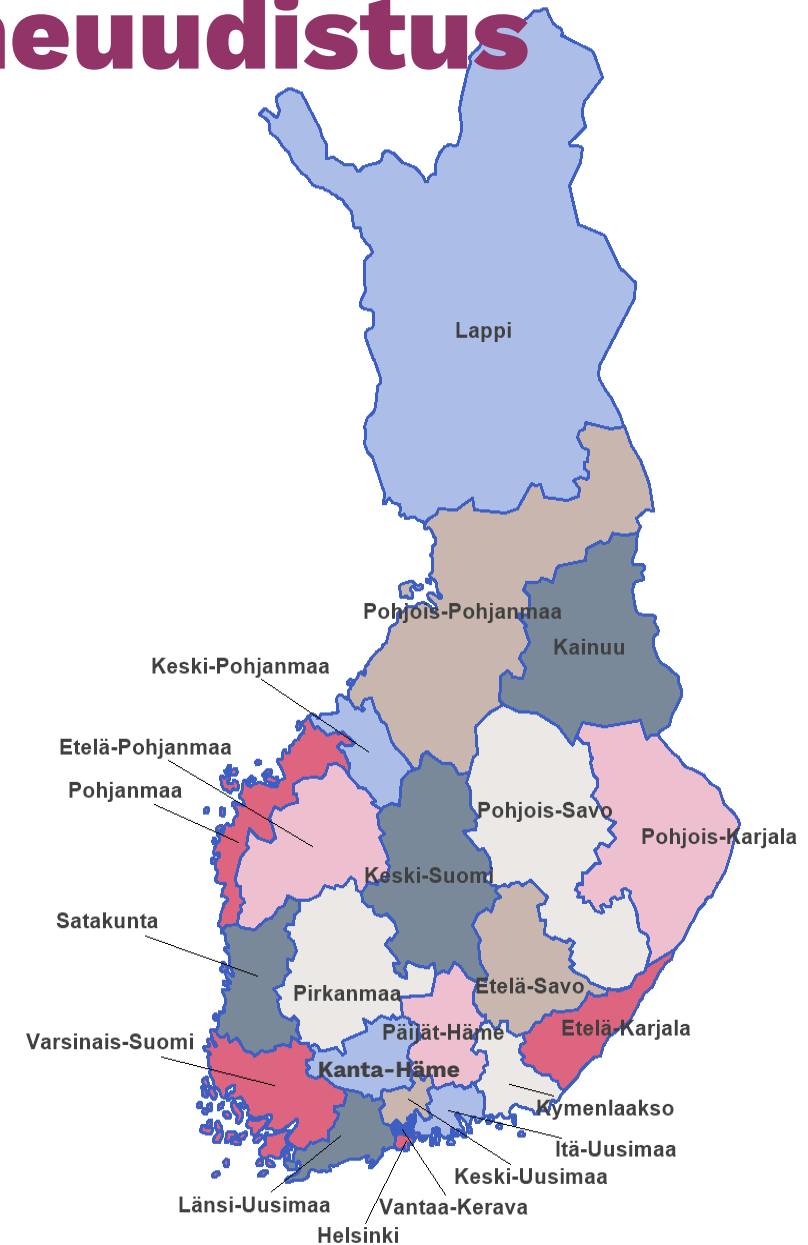 neuudistus
Lappi
Pohjois-Pohjanmaa
Kainuu
Keski-Pohjanmaa
Etelä-Pohjanmaa
Pohjanmaa
Pohjois-Savo
Pohjois-Karjala
Keski-Suomi
Satakunta
Pirkanmaa
Etelä-Savo
Etelä-Karjala
Päijät-Häme
Varsinais-Suomi
Kanta-Häme
Kymenlaakso
Itä-Uusimaa
Keski-Uusimaa
Länsi-Uusimaa
Vantaa-Kerava
Helsinki